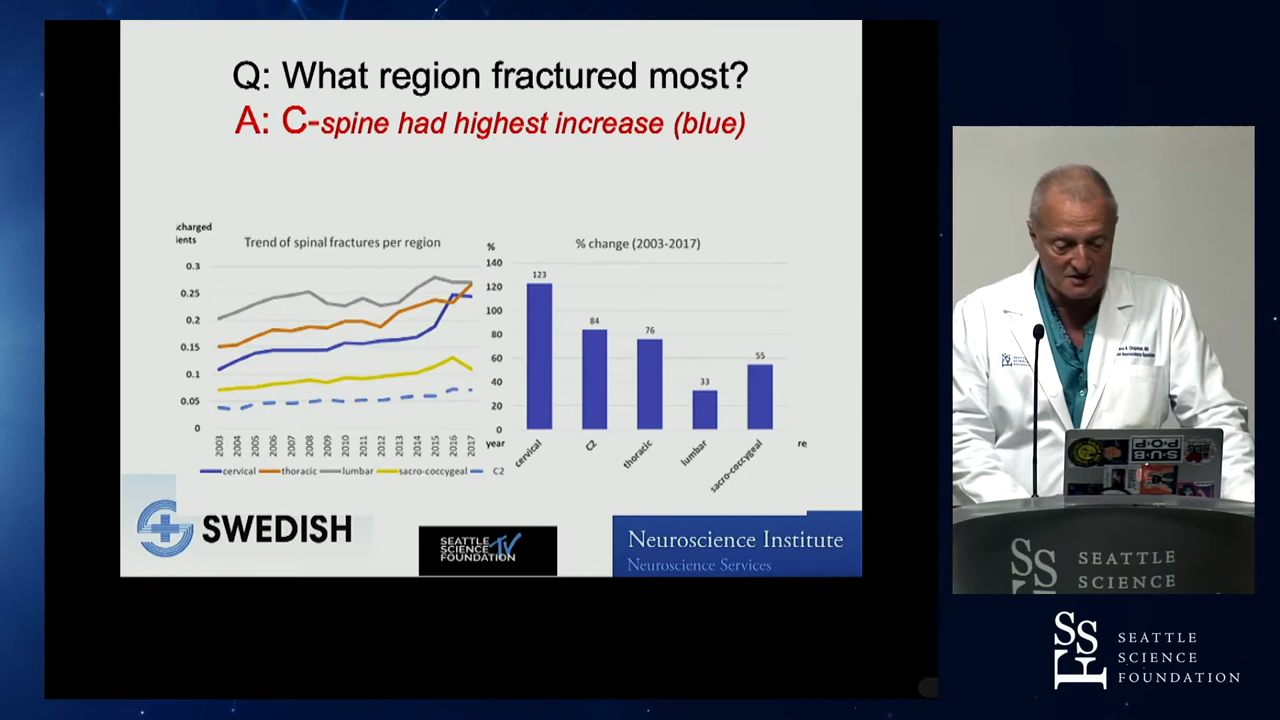 Q: What region fractured most?
A: C-spine had highest increase (blue)
charged
ients
Trend of spinal fractures per region
0.3
0.25
0.2
0.15
0.1
0.05
0
2003 2004 2005 2006 2007 2008 2009 2010 2011 2012 2013 2014 2015 2016 2017
year
cervical thoracic lumbar sacro-coccygeal C2
% change (2003-2017)
%
140
120
100
80
60
40
20
0
123
84
76
33
55
cervical C2 thoracic lumbar sacro-coccygeal
re
SWEDISH
SEATTLE
SCIENCE
FOUNDATION
TV
Neuroscience Institute
Neuroscience Services
SUB
POP
SEATTLE
SCIENCE
SEATTLE
SCIENCE
FOUNDATION